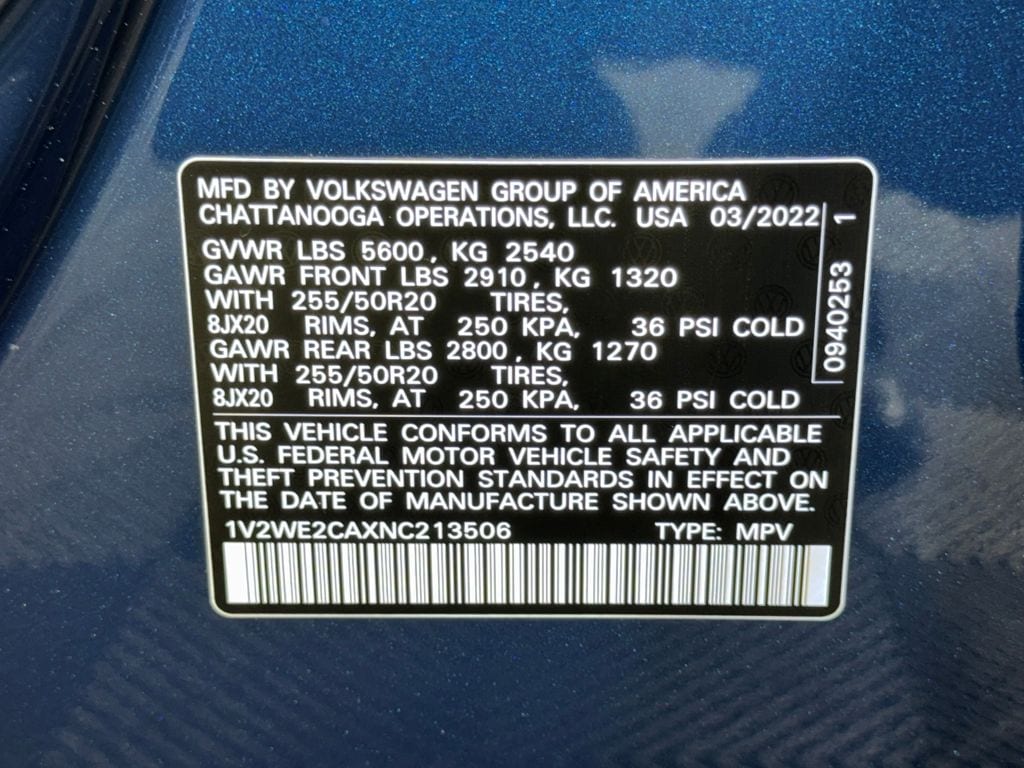 MFD BY VOLKSWAGEN GROUP OF AMERICA
CHATTANOOGA OPERATIONS, LLC. USA 03/2022
GVWR LBS 5600, KG 2540
GAWR FRONT LBS 2910, KG 1320
WITH 255/50R20 TIRES,
8JX20 RIMS, AT 250 KPA, 36 PSI COLD
GAWR REAR LBS 2800, KG 1270
WITH 255/50R20 TIRES,
8JX20 RIMS, AT 250 KPA, 36 PSI COLD
0940253 1
THIS VEHICLE CONFORMS TO ALL APPLICABLE
U.S. FEDERAL MOTOR VEHICLE SAFETY AND
THEFT PREVENTION STANDARDS IN EFFECT ON
THE DATE OF MANUFACTURE SHOWN ABOVE.
1V2WE2CAXNC213506 TYPE: MPV